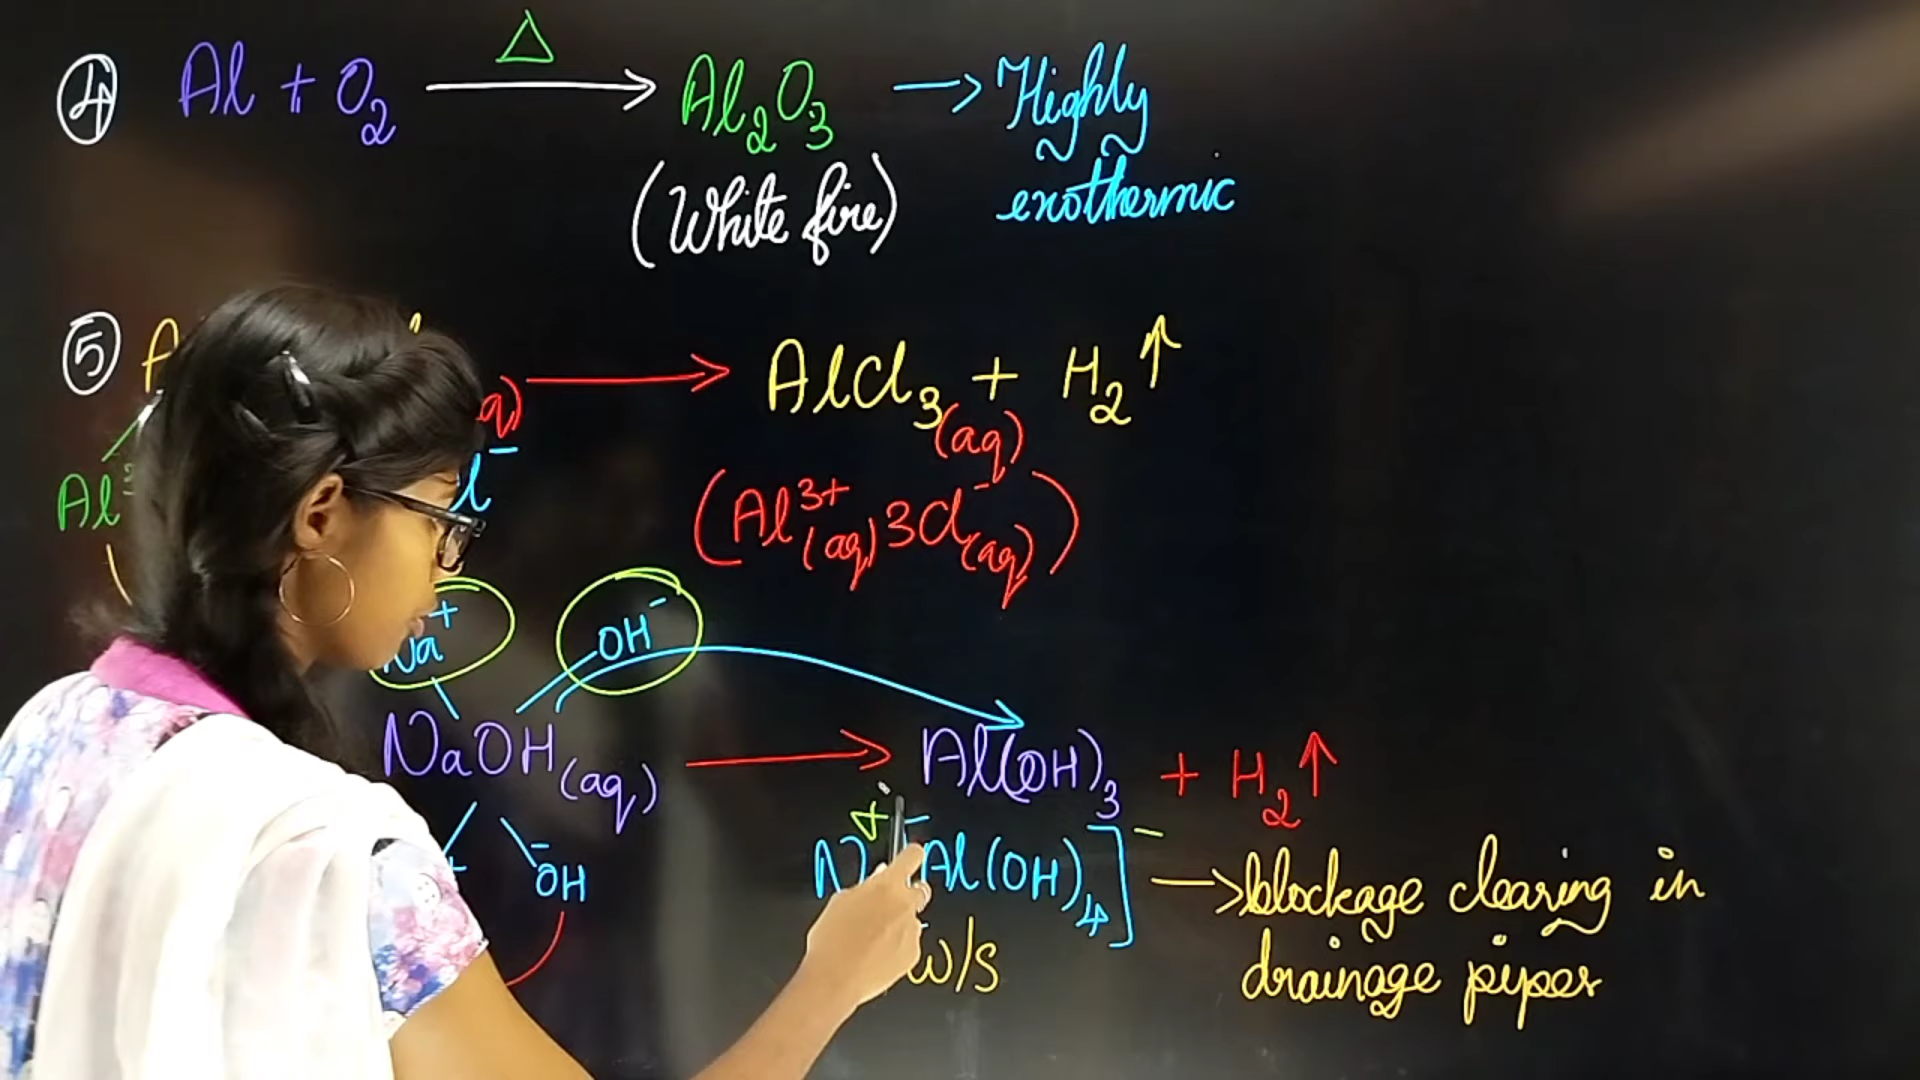 ④ Al + O₂ —Δ→ Al₂O₃ → Highly
(White fire) exothermic
⑤ A q) → AlCl₃ (aq) + H₂↑
Al³ l⁻ (Al³⁺(aq) 3Cl⁻(aq))
Na⁺ OH⁻
NaOH(aq) → Al(OH)₃ + H₂↑
⁺ ⁻OH N⁺[Al(OH)₄]⁻ → blockage clearing in
W/S drainage pipes